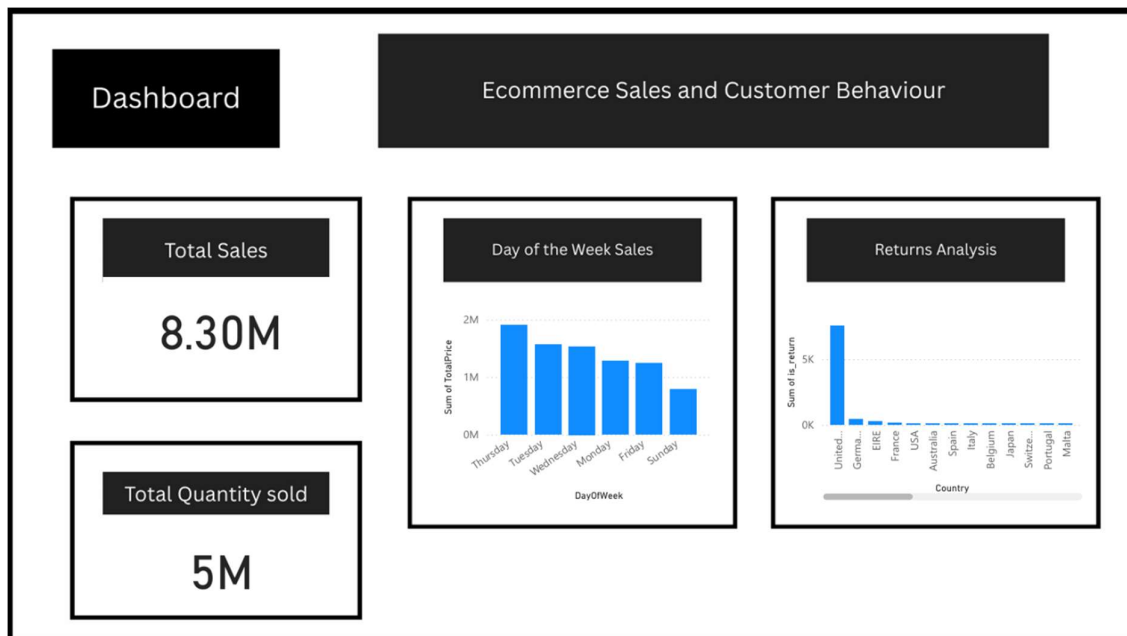 Dashboard
Ecommerce Sales and Customer Behaviour
Total Sales
8.30M
Total Quantity sold
5M
Day of the Week Sales
2M
1M
0M
Sum of TotalPrice
Thursday
Tuesday
Wednesday
Monday
Friday
Sunday
DayOfWeek
Returns Analysis
5K
0K
Sum of is_return
United...
Germa...
EIRE
France
USA
Australia
Spain
Italy
Belgium
Japan
Switze...
Portugal
Malta
Country